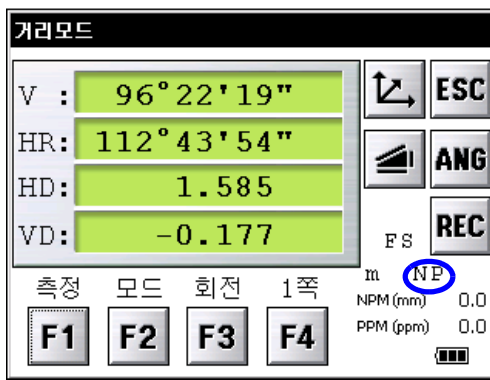 거리모드
V : 96°22'19"
ESC
HR: 112°43'54"
ANG
HD: 1.585
VD: -0.177
REC
FS
m NP
측정 모드 회전 1쪽
NPM (mm) 0.0
F1 F2 F3 F4
PPM (ppm) 0.0